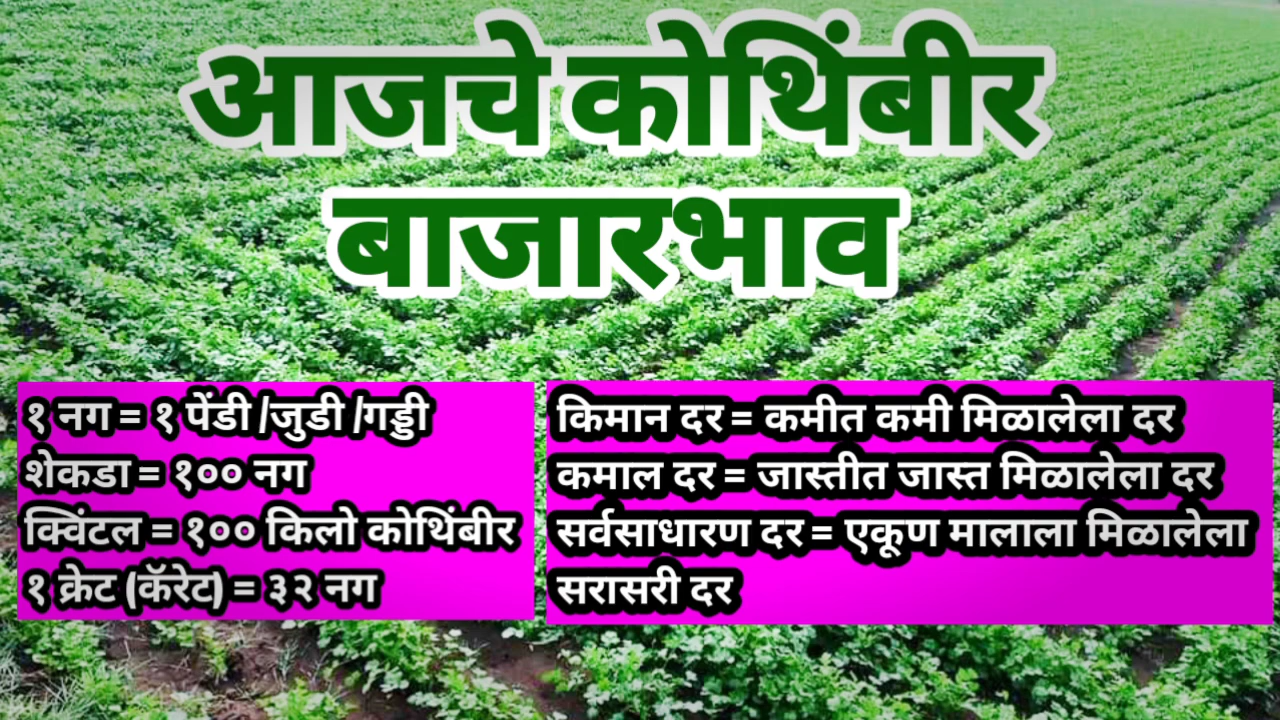 आजचे कोथिंबीर
बाजारभाव
१ नग = १ पेंडी /जुडी /गड्डी
शेकडा = १०० नग
क्विंटल = १०० किलो कोथिंबीर
१ क्रेट (कॅरेट) = ३२ नग
किमान दर = कमीत कमी मिळालेला दर
कमाल दर = जास्तीत जास्त मिळालेला दर
सर्वसाधारण दर = एकूण मालाला मिळालेला
सरासरी दर